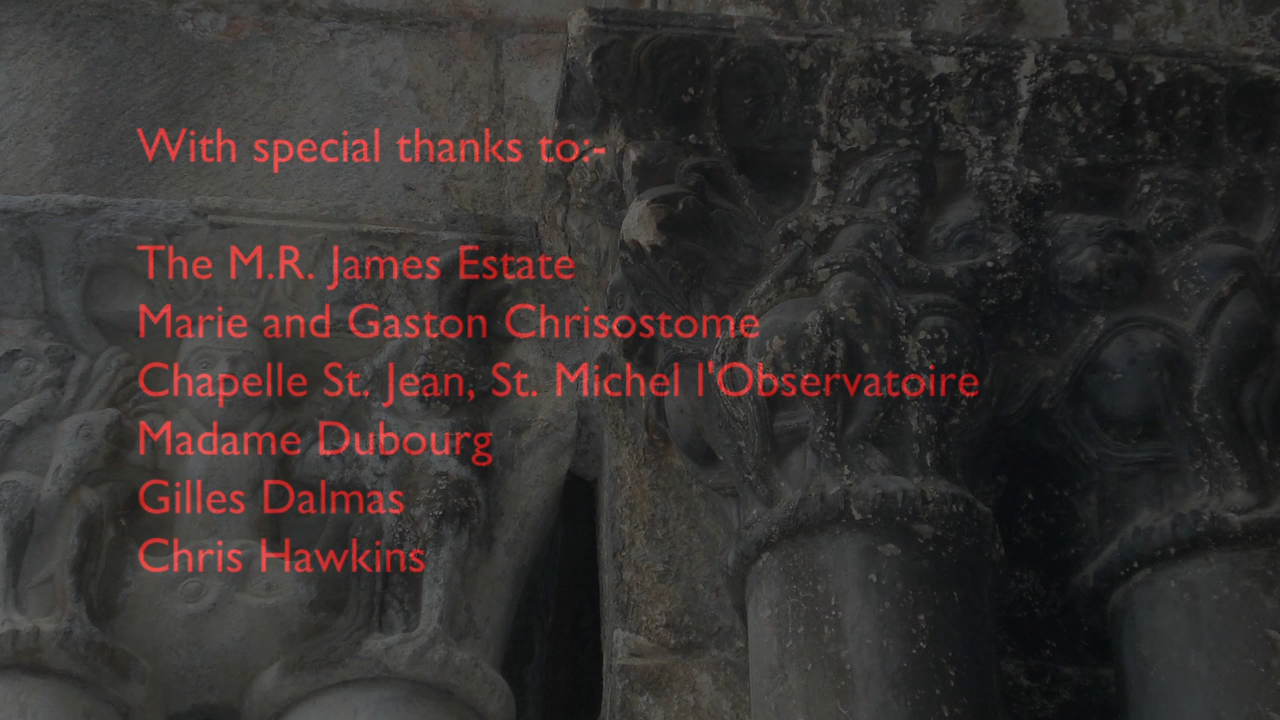 With special thanks to:-
The M.R. James Estate
Marie and Gaston Chrisostome
Chapelle St. Jean, St. Michel l'Observatoire
Madame Dubourg
Gilles Dalmas
Chris Hawkins